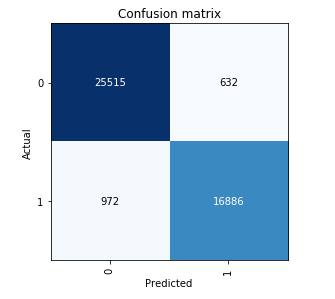 Confusion matrix
0
25515
632
Actual
1
972
16886
0
1
Predicted